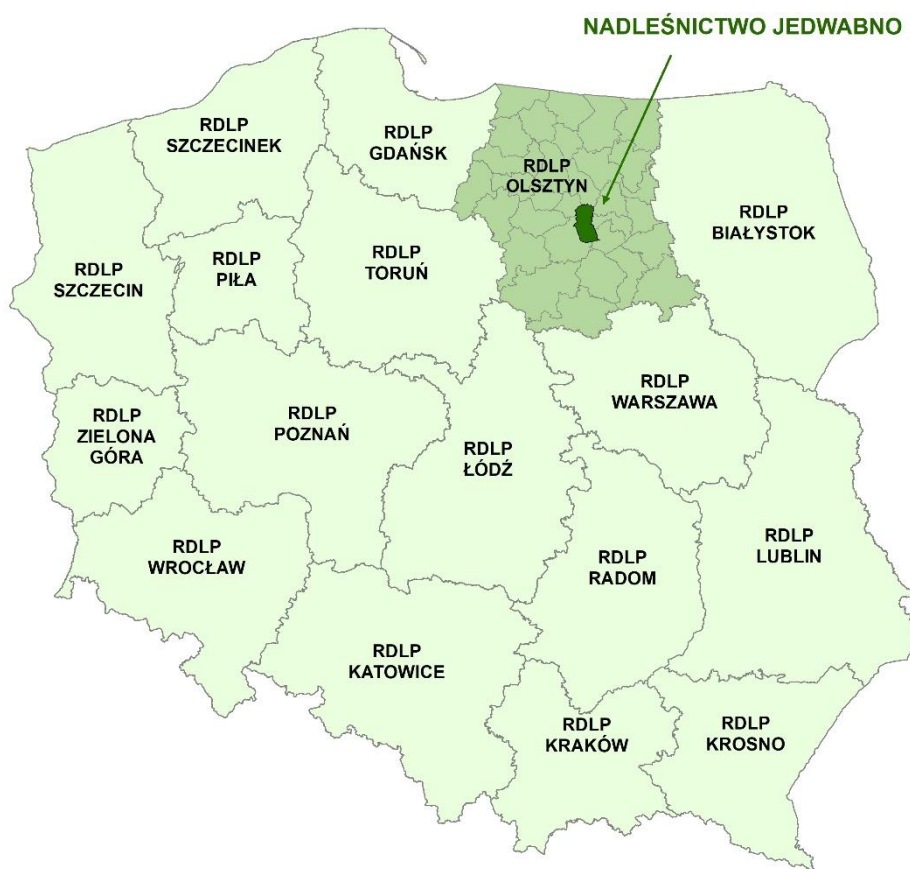 NADLEŚNICTWO JEDWABNO
RDLP
SZCZECINEK
RDLP
GDAŃSK
RDLP
OLSZTYN
RDLP
BIAŁYSTOK
RDLP
SZCZECIN
RDLP
PIŁA
RDLP
TORUŃ
RDLP
WARSZAWA
RDLP
ZIELONA
GÓRA
RDLP
POZNAŃ
RDLP
ŁÓDŹ
RDLP
WROCŁAW
RDLP
RADOM
RDLP
LUBLIN
RDLP
KATOWICE
RDLP
KRAKÓW
RDLP
KROSNO